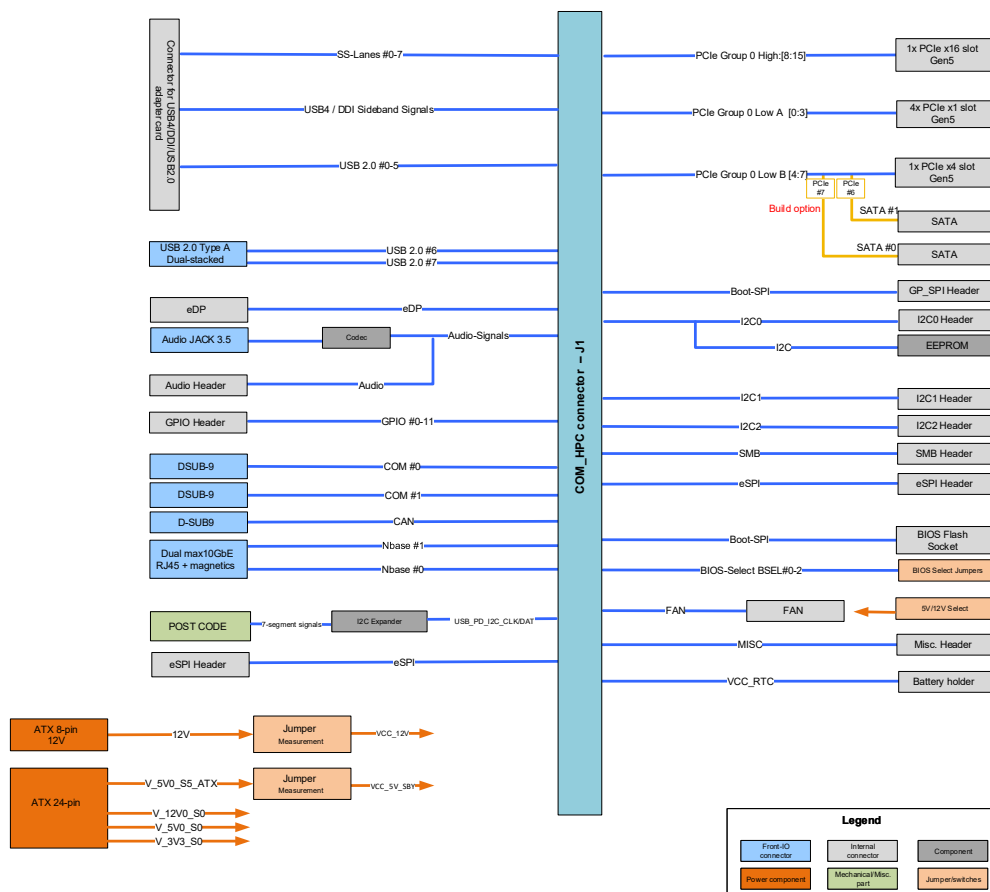 Connector for USB4/DDI/USB2.0
adapter card
SS-Lanes #0-7
USB4 / DDI Sideband Signals
USB 2.0 #0-5
USB 2.0 Type A
Dual-stacked
USB 2.0 #6
USB 2.0 #7
eDP
eDP
Audio JACK 3.5
Codec
Audio-Signals
Audio Header
Audio
GPIO Header
GPIO #0-11
DSUB-9
COM #0
DSUB-9
COM #1
D-SUB9
CAN
Dual max10GbE
RJ45 + magnetics
Nbase #1
Nbase #0
POST CODE
7-segment signals
I2C Expander
USB_PD_I2C_CLK/DAT
eSPI Header
eSPI
COM_HPC connector – J1
PCIe Group 0 High:[8:15]
1x PCIe x16 slot
Gen5
PCIe Group 0 Low A [0:3]
4x PCIe x1 slot
Gen5
PCIe Group 0 Low B [4:7]
1x PCIe x4 slot
Gen5
PCIe
#7
PCIe
#6
Build option
SATA #1
SATA
SATA #0
SATA
Boot-SPI
GP_SPI Header
I2C0
I2C0 Header
I2C
EEPROM
I2C1
I2C1 Header
I2C2
I2C2 Header
SMB
SMB Header
eSPI
eSPI Header
Boot-SPI
BIOS Flash
Socket
BIOS-Select BSEL#0-2
BIOS Select Jumpers
FAN
FAN
5V/12V Select
MISC
Misc. Header
VCC_RTC
Battery holder
ATX 8-pin
12V
12V
Jumper
Measurement
VCC_12V
ATX 24-pin
V_5V0_S5_ATX
Jumper
Measurement
VCC_5V_SBY
V_12V0_S0
V_5V0_S0
V_3V3_S0
Legend
Front-IO
connector
Internal
connector
Component
Power component
Mechanical/Misc.
part
Jumper/switches